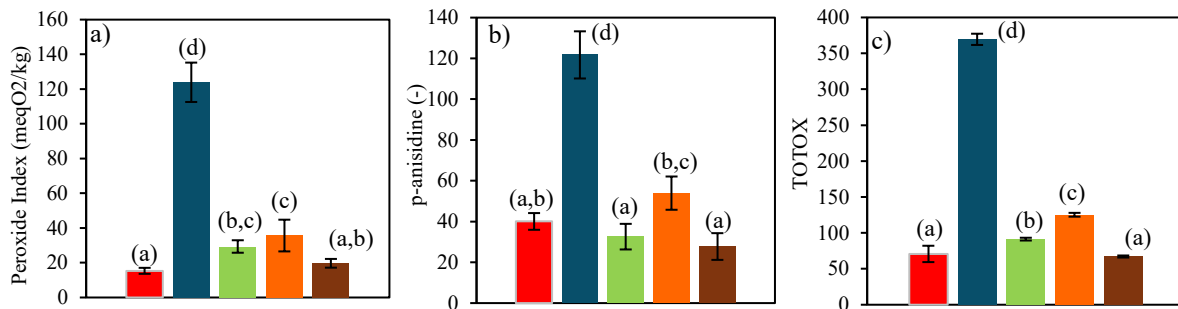 a)
Peroxide Index (meqO2/kg)
160
140
120
100
80
60
40
20
0
(a)
(d)
(b,c)
(c)
(a,b)
b)
p-anisidine (-)
140
120
100
80
60
40
20
0
(a,b)
(d)
(a)
(b,c)
(a)
c)
TOTOX
400
350
300
250
200
150
100
50
0
(a)
(d)
(b)
(c)
(a)